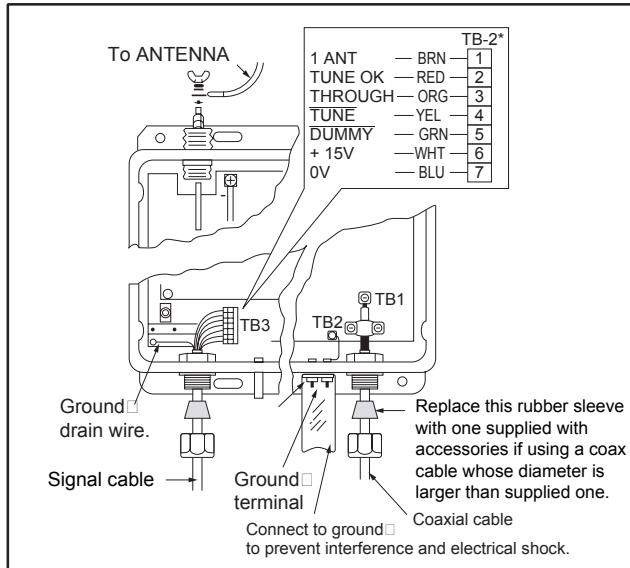 To ANTENNA
TB-2*
1 ANT — BRN — 1
TUNE OK — RED — 2
THROUGH — ORG — 3
TUNE — YEL — 4
DUMMY — GRN — 5
+ 15V — WHT — 6
0V — BLU — 7
TB1
TB2
TB3
Ground□
drain wire.
Signal cable
Ground□
terminal
Connect to ground□
to prevent interference and electrical shock.
Replace this rubber sleeve
with one supplied with
accessories if using a coax
cable whose diameter is
larger than supplied one.
Coaxial cable